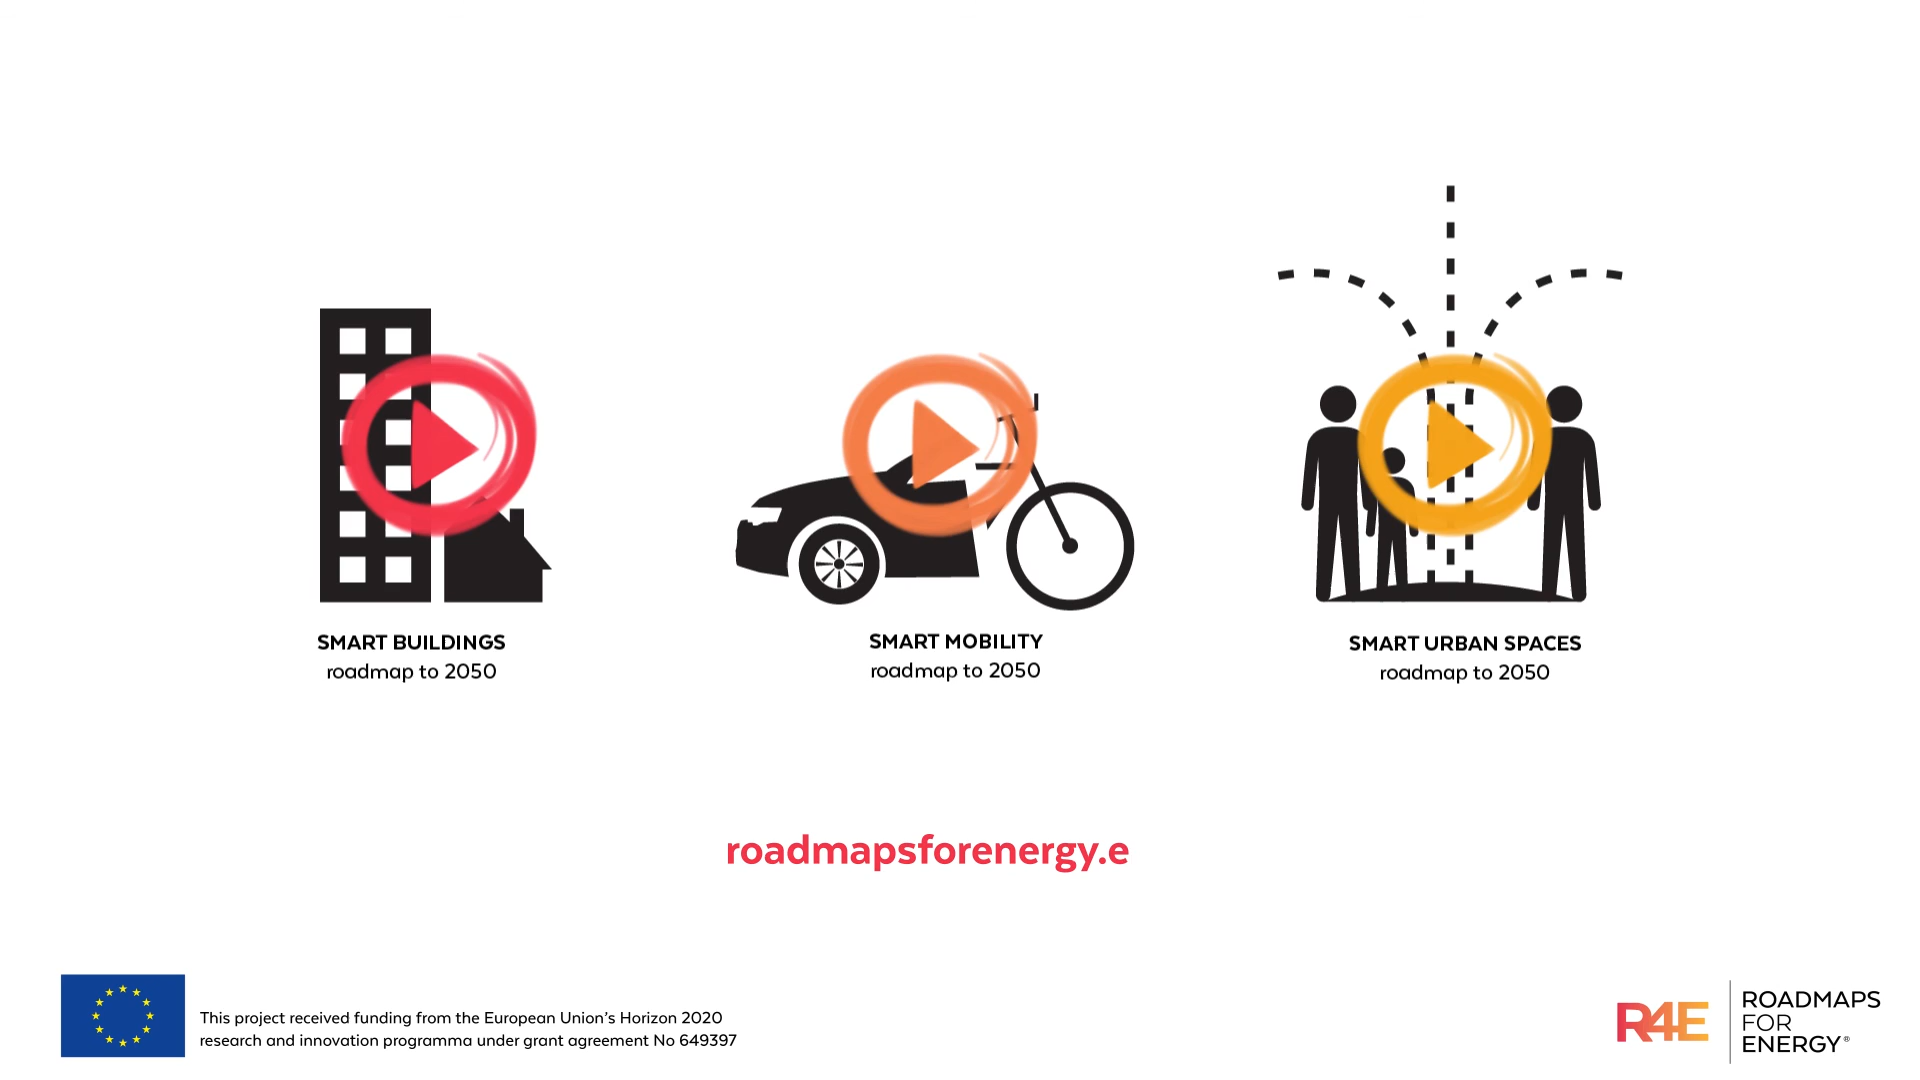 SMART BUILDINGS
roadmap to 2050
SMART MOBILITY
roadmap to 2050
SMART URBAN SPACES
roadmap to 2050
roadmapsforenergy.e
This project received funding from the European Union’s Horizon 2020
research and innovation programma under grant agreement No 649397
R4E
ROADMAPS
FOR
ENERGY®